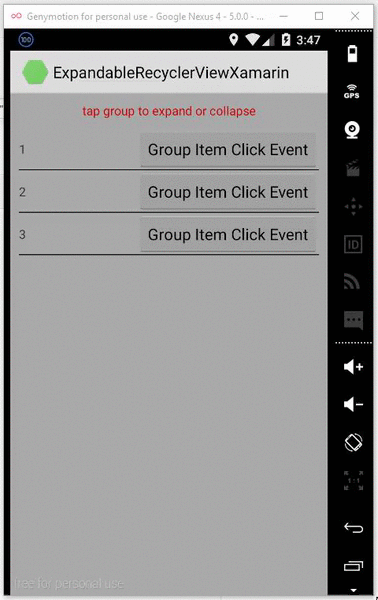 Genymotion for personal use - Google Nexus 4 - 5.0.0 - ...
100
3:47
ExpandableRecyclerViewXamarin
tap group to expand or collapse
1 Group Item Click Event
2 Group Item Click Event
3 Group Item Click Event
GPS
ID
1:1
free for personal use